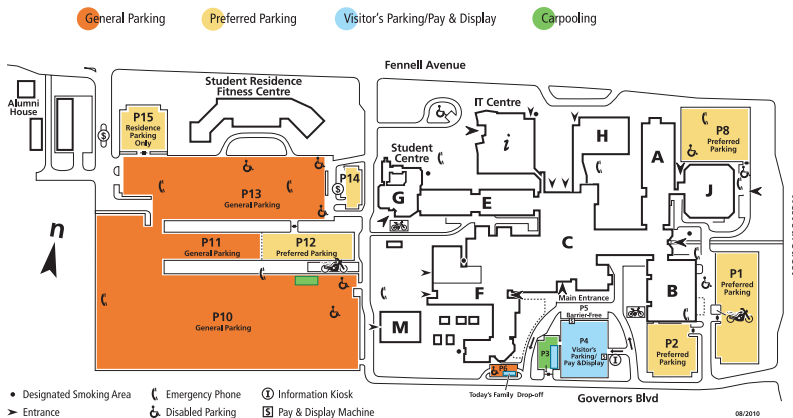 General Parking
Preferred Parking
Visitor's Parking/Pay & Display
Carpooling
Fennell Avenue
Alumni
House
P15
Residence
Parking
Only
Student Residence
Fitness Centre
IT Centre
i
H
A
P8
Preferred
Parking
Student
Centre
P14
P13
General Parking
G
E
J
n
P11
General Parking
P12
Preferred Parking
C
P1
Preferred
Parking
P10
General Parking
F
M
B
Main Entrance
P5
Barrier-Free
P4
Visitor's
Parking/
Pay &Display
P3
P2
Preferred
Parking
P6
Today's Family Drop-off
Governors Blvd
Designated Smoking Area
Emergency Phone
Information Kiosk
Entrance
Disabled Parking
Pay & Display Machine
08/2010